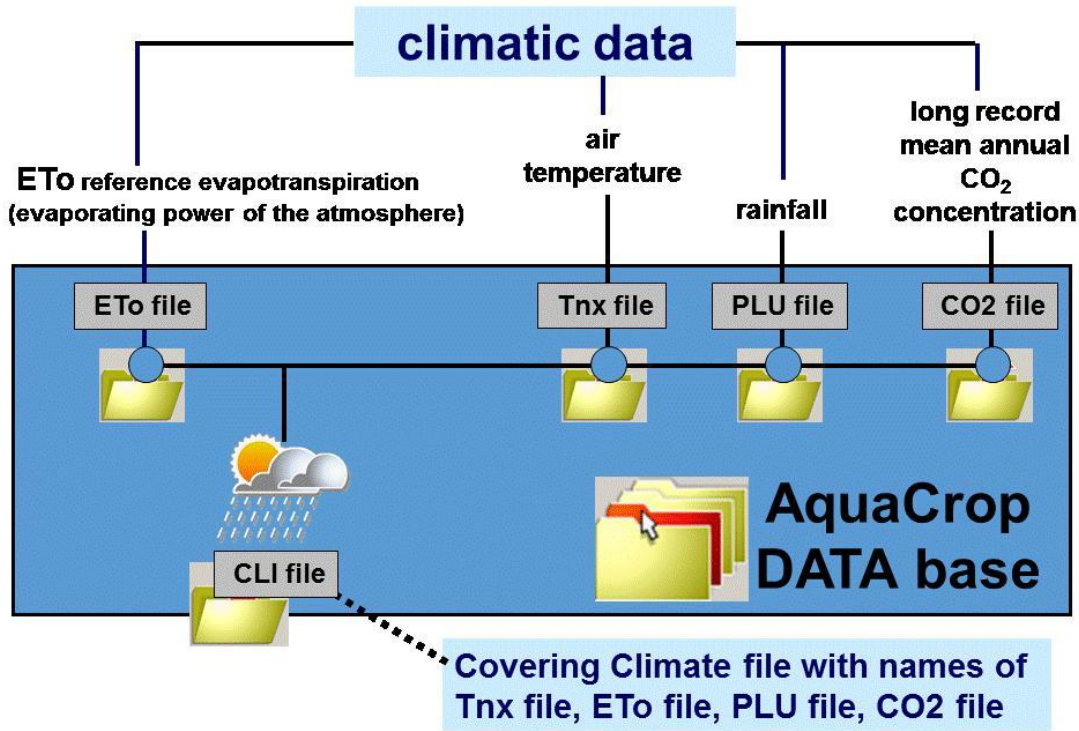 climatic data
ETo reference evapotranspiration
(evaporating power of the atmosphere)
air
temperature
rainfall
long record
mean annual
CO₂
concentration
ETo file
Tnx file
PLU file
CO2 file
CLI file
AquaCrop
DATA base
Covering Climate file with names of
Tnx file, ETo file, PLU file, CO2 file